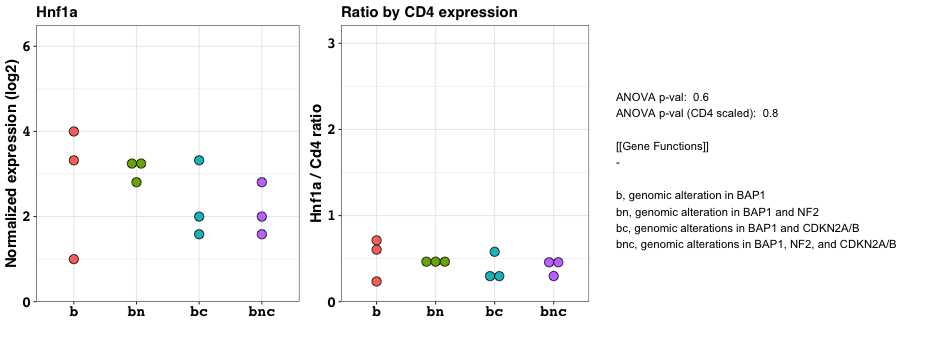 Hnf1a
Normalized expression (log2)
6
4
2
0
b bn bc bnc
Ratio by CD4 expression
Hnf1a / Cd4 ratio
3
2
1
0
b bn bc bnc
ANOVA p-val: 0.6
ANOVA p-val (CD4 scaled): 0.8
[[Gene Functions]]
-
b, genomic alteration in BAP1
bn, genomic alteration in BAP1 and NF2
bc, genomic alterations in BAP1 and CDKN2A/B
bnc, genomic alterations in BAP1, NF2, and CDKN2A/B